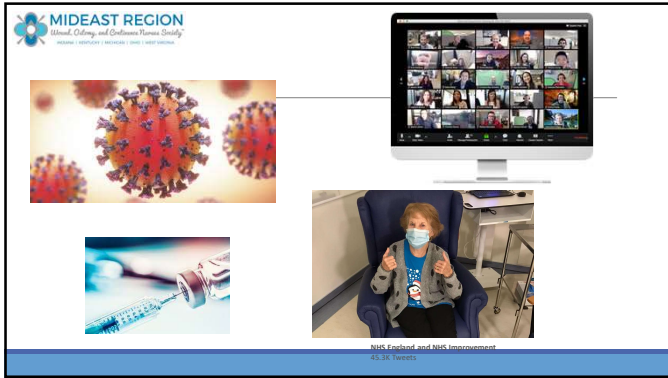 MIDEAST REGION
Wound, Ostomy, and Continence Nurses Society™
INDIANA | KENTUCKY | MICHIGAN | OHIO | WEST VIRGINIA
NHS England and NHS Improvement
45.3K Tweets